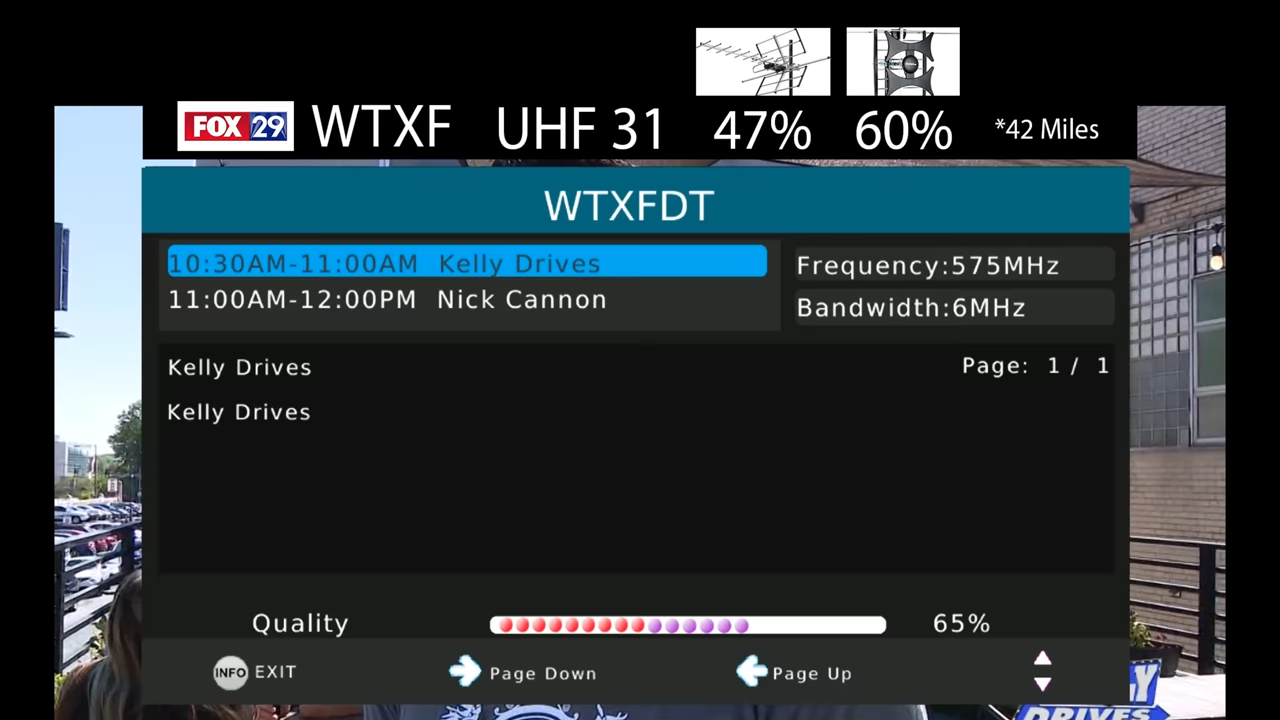 FOX 29 WTXF UHF 31 47% 60% *42 Miles
WTXFDT
10:30AM-11:00AM Kelly Drives
11:00AM-12:00PM Nick Cannon
Frequency:575MHz
Bandwidth:6MHz
Kelly Drives
Page: 1 / 1
Kelly Drives
Quality 65%
INFO EXIT Page Down Page Up
DRIVES